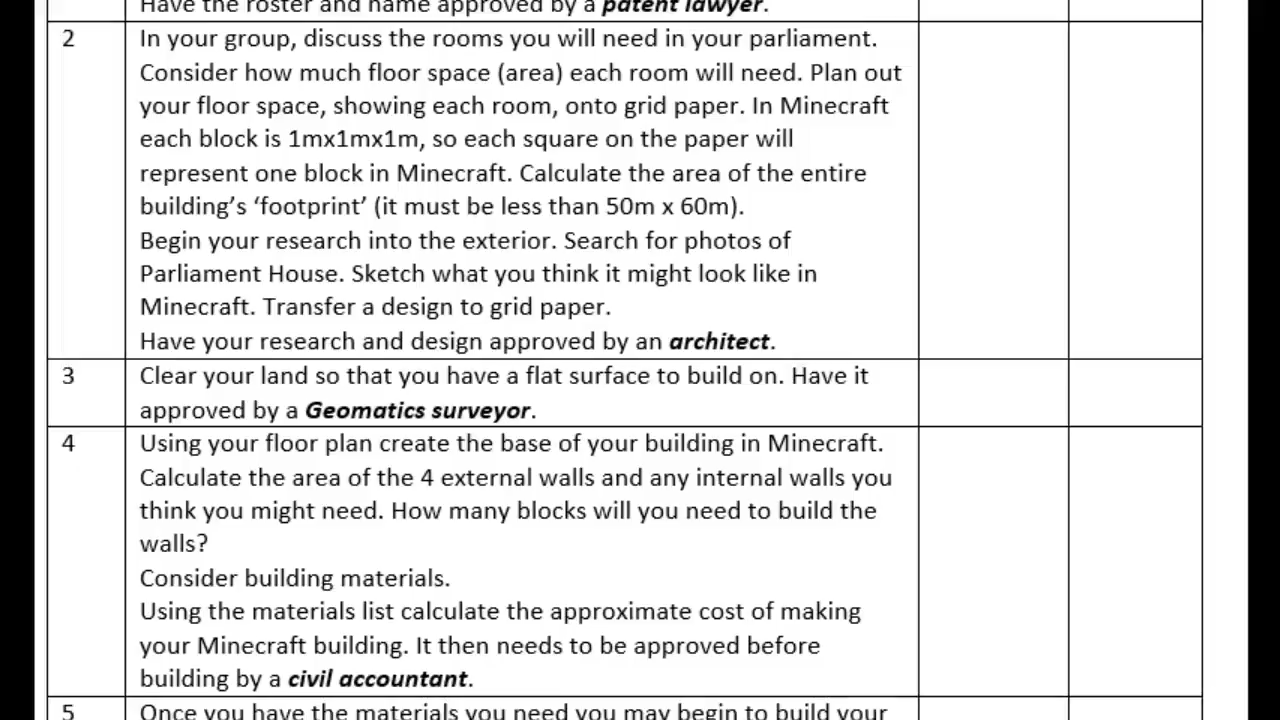 Have the roster and name approved by a patent lawyer.
2
In your group, discuss the rooms you will need in your parliament.
Consider how much floor space (area) each room will need. Plan out
your floor space, showing each room, onto grid paper. In Minecraft
each block is 1mx1mx1m, so each square on the paper will
represent one block in Minecraft. Calculate the area of the entire
building’s ‘footprint’ (it must be less than 50m x 60m).
Begin your research into the exterior. Search for photos of
Parliament House. Sketch what you think it might look like in
Minecraft. Transfer a design to grid paper.
Have your research and design approved by an architect.
3
Clear your land so that you have a flat surface to build on. Have it
approved by a Geomatics surveyor.
4
Using your floor plan create the base of your building in Minecraft.
Calculate the area of the 4 external walls and any internal walls you
think you might need. How many blocks will you need to build the
walls?
Consider building materials.
Using the materials list calculate the approximate cost of making
your Minecraft building. It then needs to be approved before
building by a civil accountant.
5
Once you have the materials you need you may begin to build your